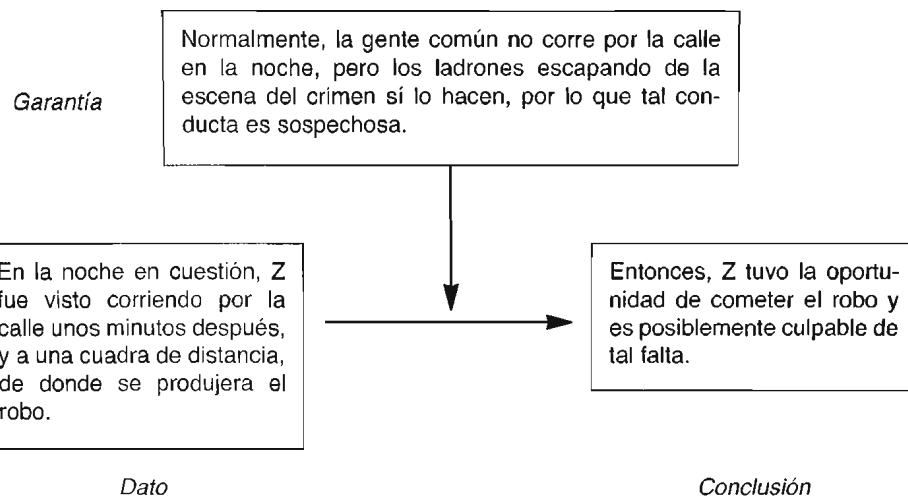 Normalmente, la gente común no corre por la calle
en la noche, pero los ladrones escapando de la
escena del crimen sí lo hacen, por lo que tal con-
ducta es sospechosa.
Garantía
En la noche en cuestión, Z
fue visto corriendo por la
calle unos minutos después,
y a una cuadra de distancia,
de donde se produjera el
robo.
Entonces, Z tuvo la oportu-
nidad de cometer el robo y
es posiblemente culpable de
tal falta.
Dato
Conclusión